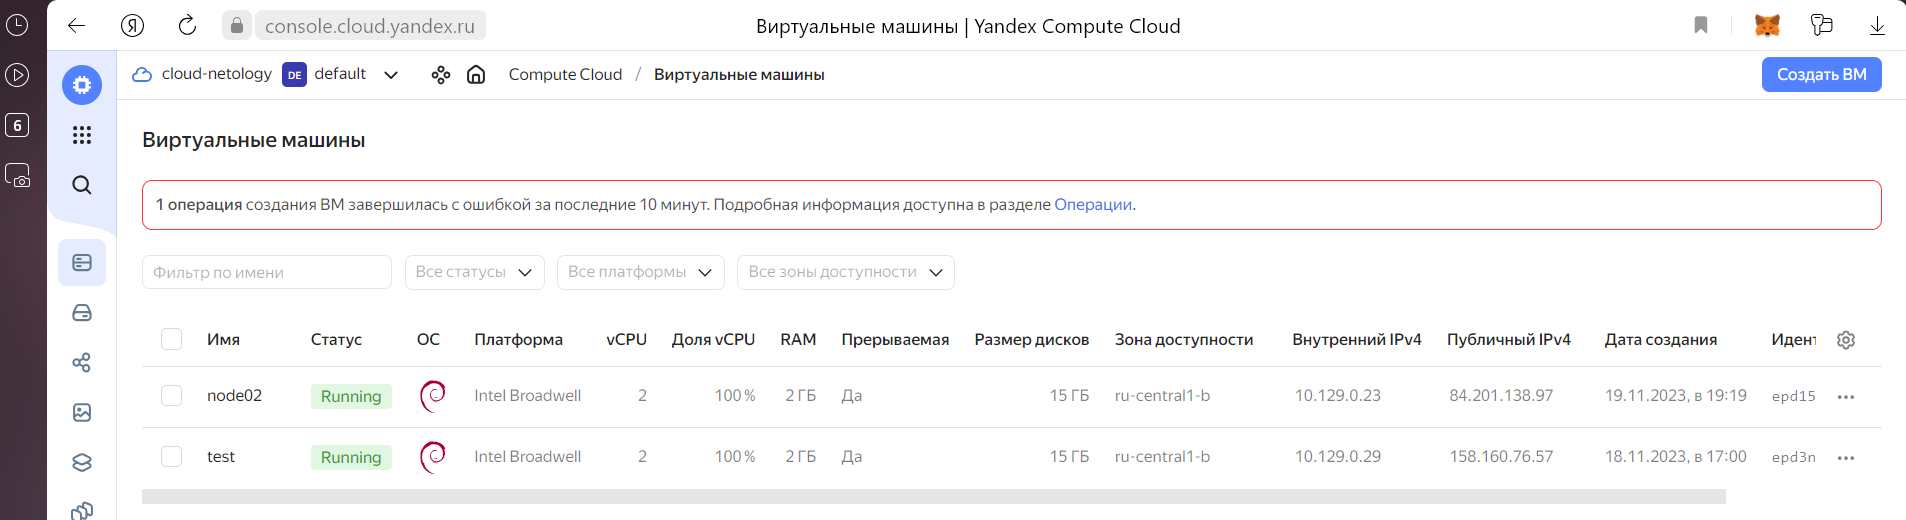 Я console.cloud.yandex.ru Виртуальные машины | Yandex Compute Cloud
cloud-netology DE default Compute Cloud / Виртуальные машины Создать ВМ
6
Виртуальные машины
1 операция создания ВМ завершилась с ошибкой за последние 10 минут. Подробная информация доступна в разделе Операции.
Фильтр по имени Все статусы Все платформы Все зоны доступности
Имя Статус ОС Платформа vCPU Доля vCPU RAM Прерываемая Размер дисков Зона доступности Внутренний IPv4 Публичный IPv4 Дата создания Идент
node02 Running Intel Broadwell 2 100 % 2 ГБ Да 15 ГБ ru-central1-b 10.129.0.23 84.201.138.97 19.11.2023, в 19:19 epd15
test Running Intel Broadwell 2 100 % 2 ГБ Да 15 ГБ ru-central1-b 10.129.0.29 158.160.76.57 18.11.2023, в 17:00 epd3n